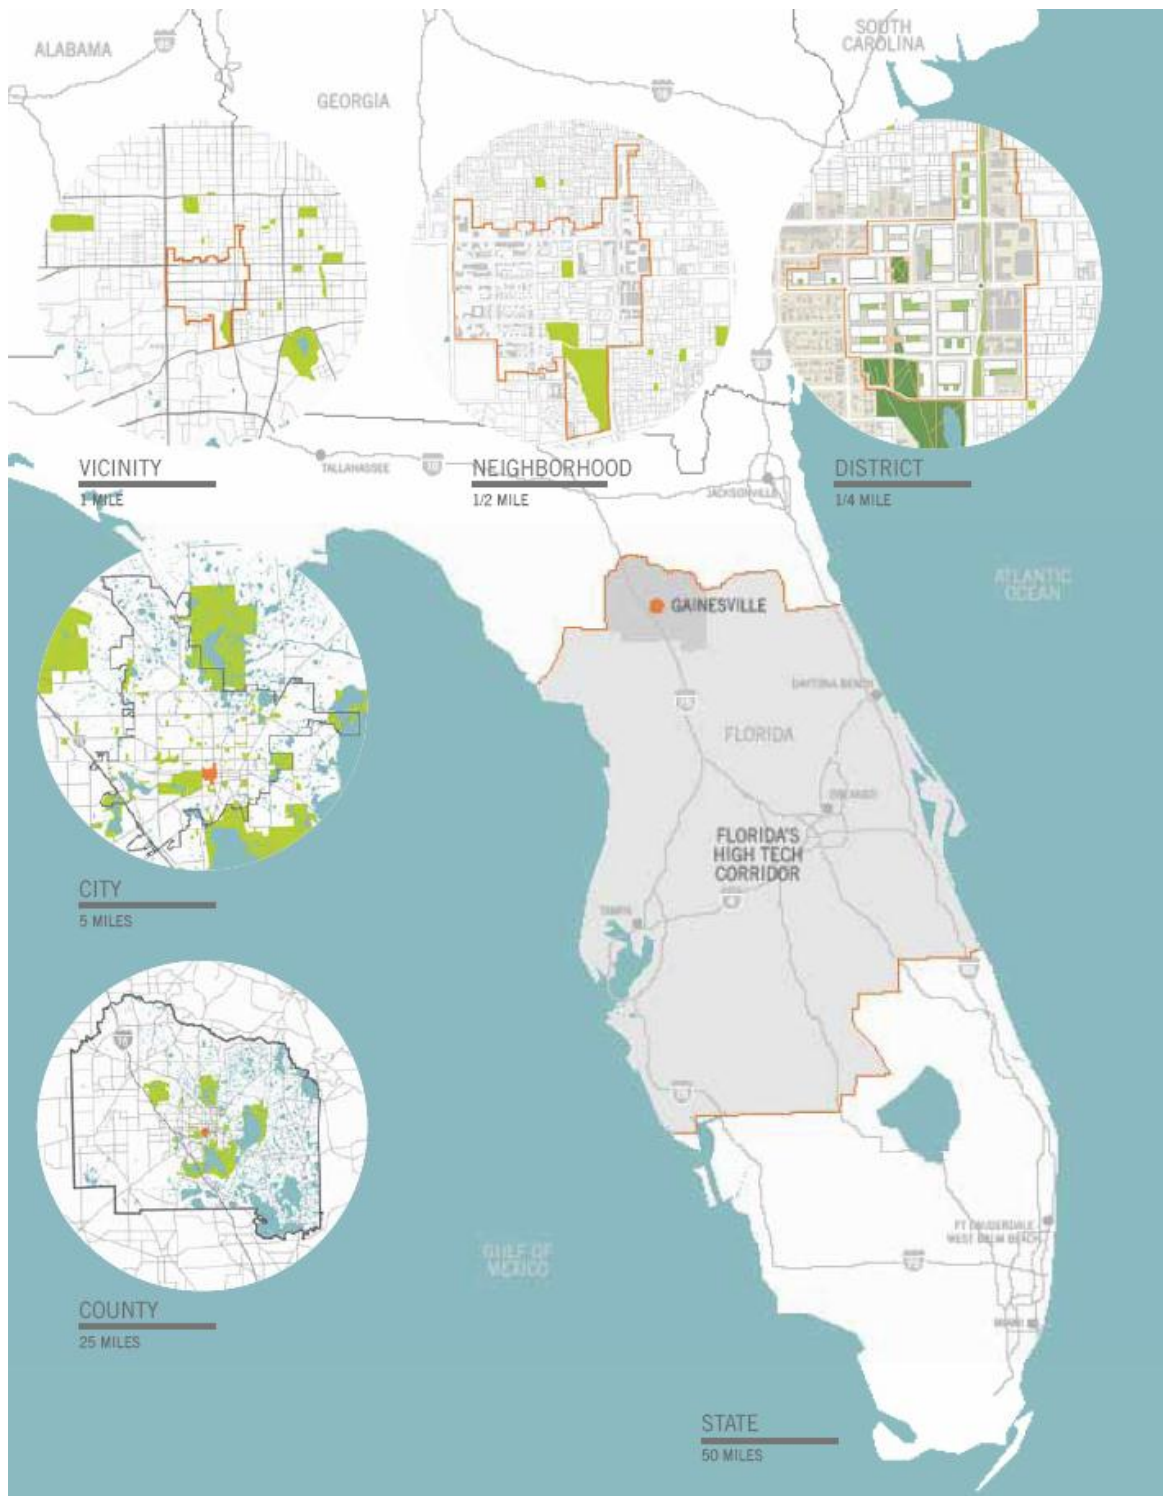 ALABAMA
GEORGIA
SOUTH
CAROLINA
VICINITY
1 MILE
TALLAHASSEE
10
NEIGHBORHOOD
1/2 MILE
DISTRICT
1/4 MILE
JACKSONVILLE
ATLANTIC
OCEAN
GAINESVILLE
DAYTONA BEACH
FLORIDA
ORLANDO
FLORIDA'S
HIGH TECH
CORRIDOR
TAMPA
CITY
5 MILES
COUNTY
25 MILES
FT LAUDERDALE
WEST PALM BEACH
GULF OF
MEXICO
MIAMI
STATE
50 MILES